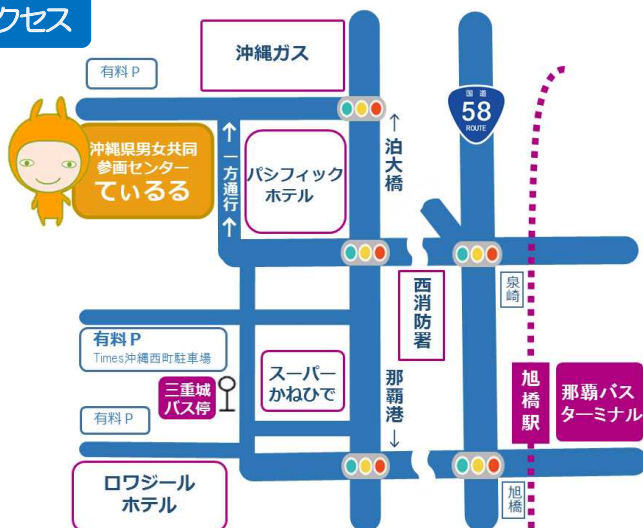 クセス
有料P
沖縄ガス
国道
58
ROUTE
沖縄県男女共同
参画センター
ているる
↑一方通行↑
パシフィック
ホテル
↑泊大橋
西消防署
泉崎
有料P
Times沖縄西町駐車場
三重城
バス停
スーパー
かねひで
那覇港↓
旭橋駅
那覇バス
ターミナル
有料P
ロワジール
ホテル
旭橋